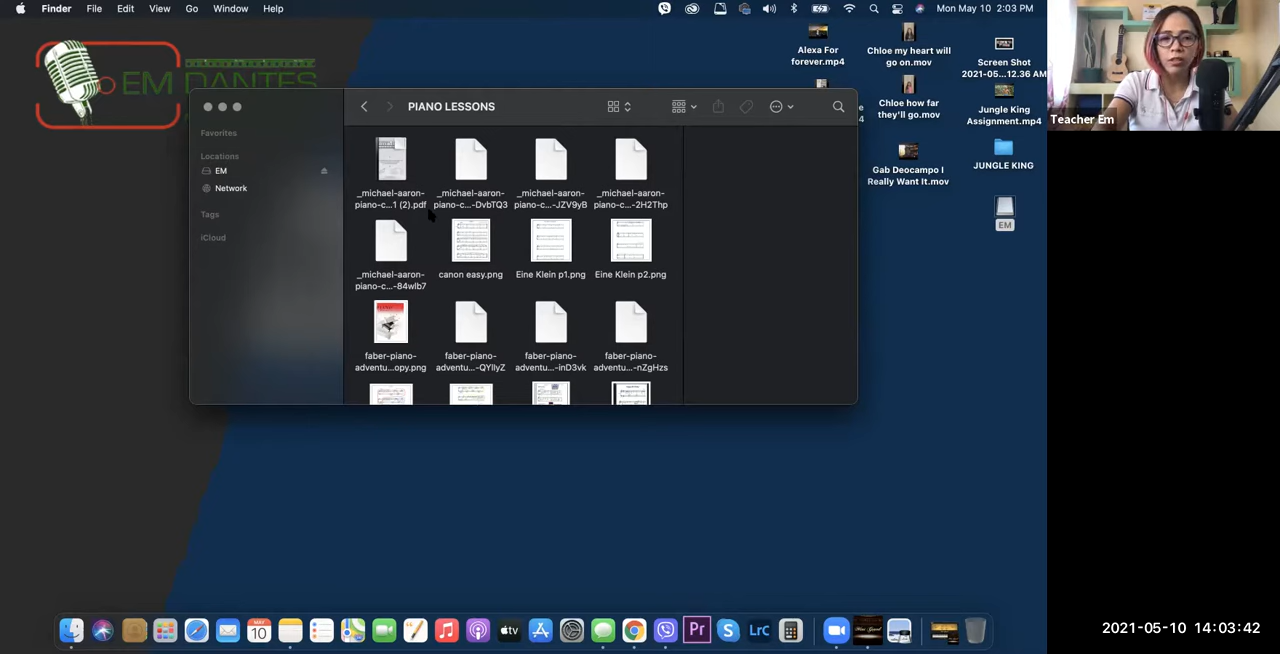 Finder File Edit View Go Window Help
Mon May 10 2:03 PM
EM DANTES
Alexa For
forever.mp4
Chloe my heart will
go on.mov
Screen Shot
2021-05...12.36 AM
Chloe how far
they'll go.mov
Jungle King
Assignment.mp4
Gab Deocampo I
Really Want It.mov
JUNGLE KING
EM
Teacher Em
PIANO LESSONS
Favorites
Locations
EM
Network
Tags
iCloud
_michael-aaron-
piano-c...1 (2).pdf
_michael-aaron-
piano-c...-DvbTQ3
_michael-aaron-
piano-c...-JZV9yB
_michael-aaron-
piano-c...-2H2Thp
_michael-aaron-
piano-c...-84wlb7
canon easy.png
Eine Klein p1.png
Eine Klein p2.png
faber-piano-
adventu...opy.png
faber-piano-
adventu...-QYllyZ
faber-piano-
adventu...-inD3vk
faber-piano-
adventu...-nZgHzs
MAY
10
tv
Pr
LrC
2021-05-10 14:03:42